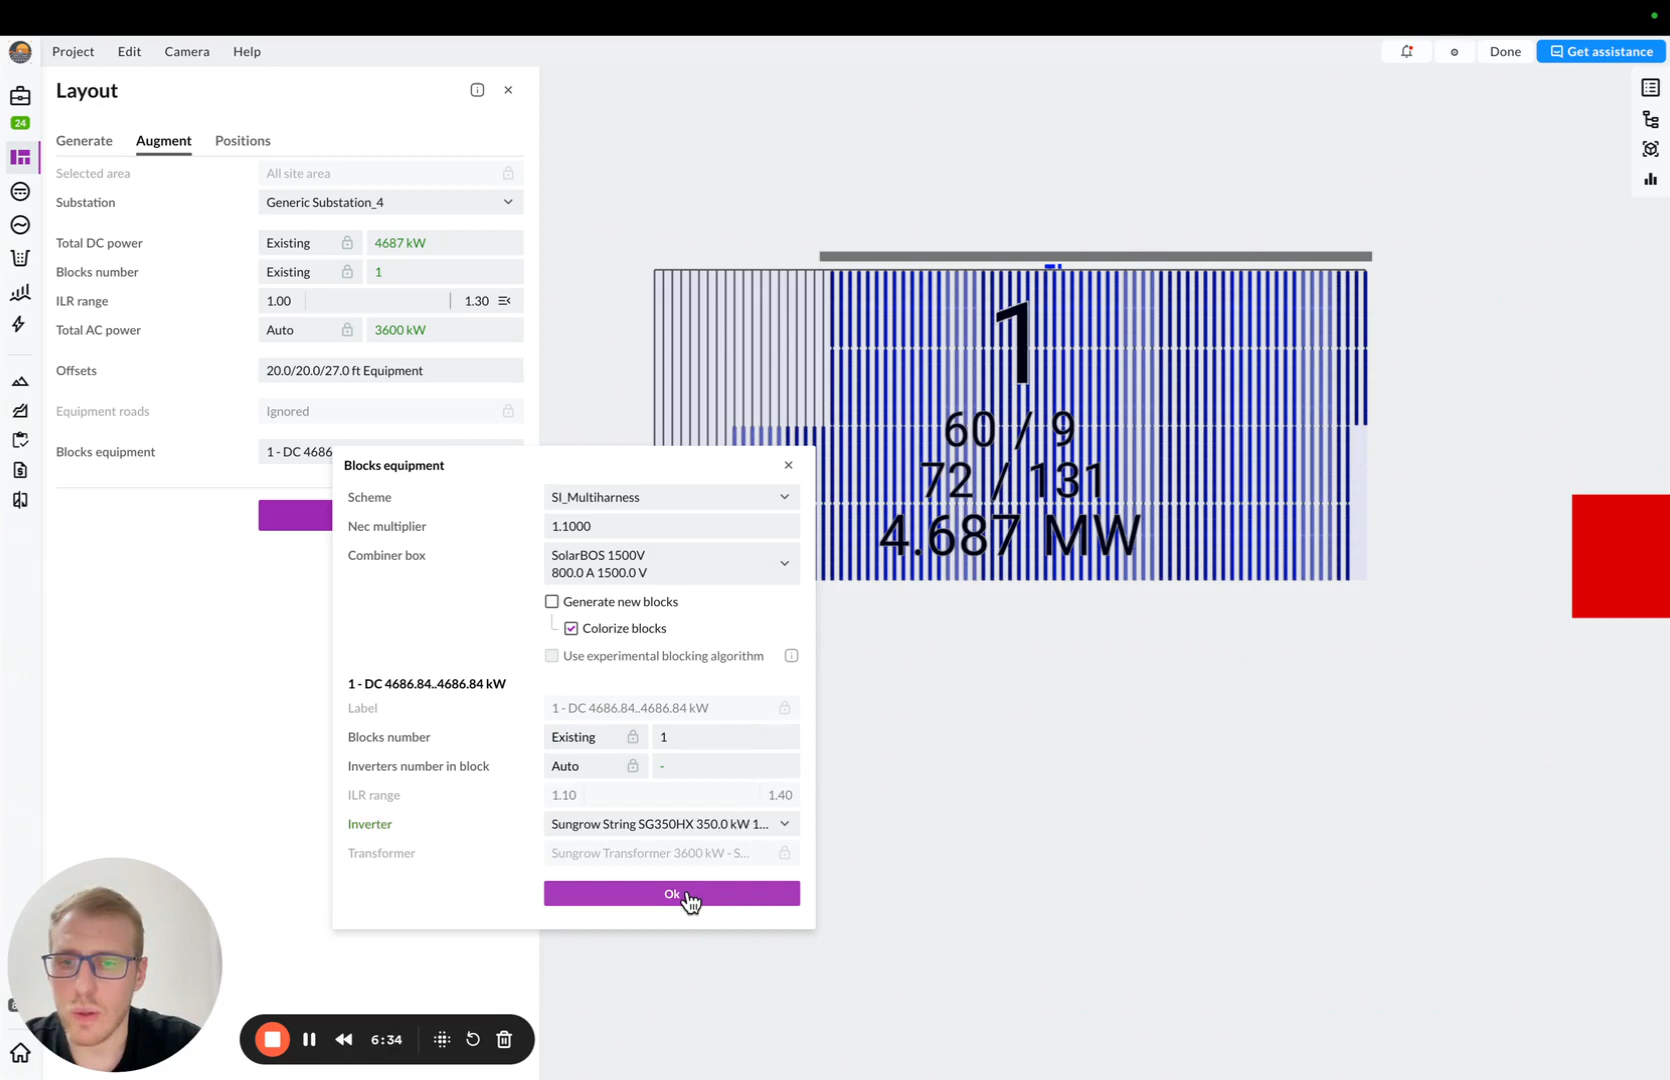 Project Edit Camera Help
Done Get assistance
Layout
24
Generate Augment Positions
Selected area All site area
Substation Generic Substation_4
Total DC power Existing 4687 kW
Blocks number Existing 1
ILR range 1.00 1.30
Total AC power Auto 3600 kW
Offsets 20.0/20.0/27.0 ft Equipment
Equipment roads Ignored
Blocks equipment 1 - DC 4686
Blocks equipment
Scheme SI_Multiharness
Nec multiplier 1.1000
Combiner box SolarBOS 1500V
800.0 A 1500.0 V
Generate new blocks
Colorize blocks
Use experimental blocking algorithm
1 - DC 4686.84..4686.84 kW
Label 1 - DC 4686.84..4686.84 kW
Blocks number Existing 1
Inverters number in block Auto -
ILR range 1.10 1.40
Inverter Sungrow String SG350HX 350.0 kW 1...
Transformer Sungrow Transformer 3600 kW - S...
Ok
1
60 / 9
72 / 131
4.687 MW
6:34